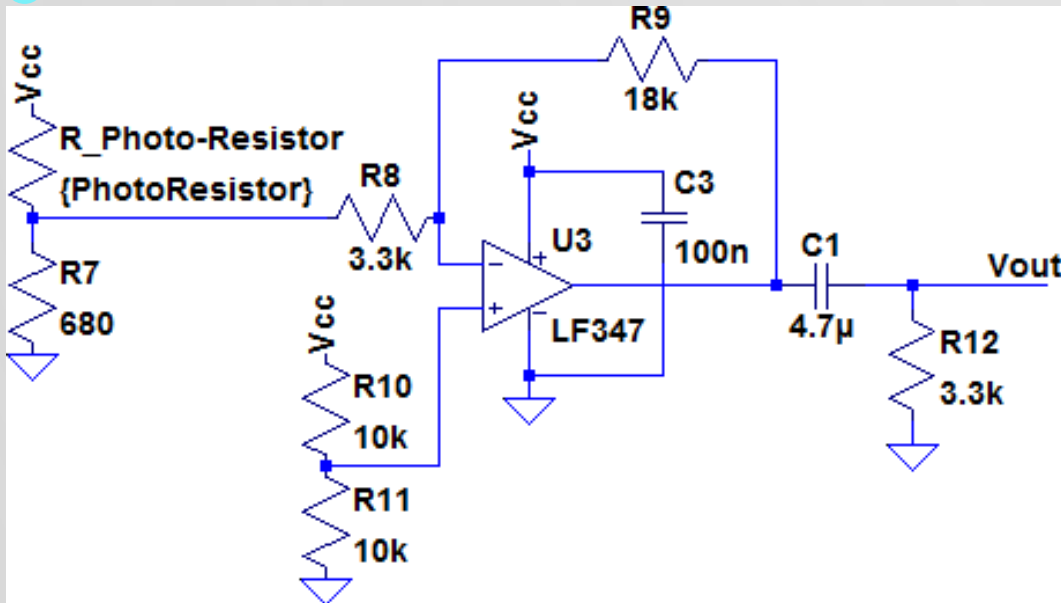 R9
18k
Vcc
R_Photo-Resistor
{PhotoResistor}
R8
3.3k
R7
680
Vcc
C3
100n
U3
-
+
+
-
LF347
C1
4.7µ
Vout
R12
3.3k
Vcc
R10
10k
R11
10k